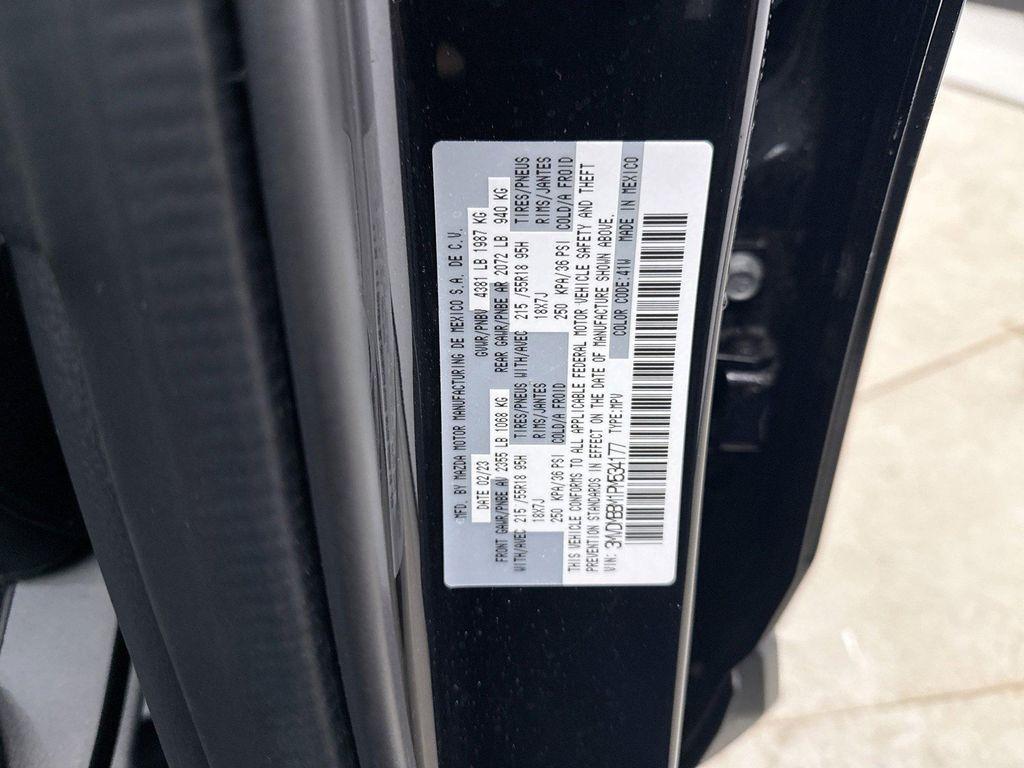 MFD. BY MAZDA MOTOR MANUFACTURING DE MEXICO S.A. DE C.V.
DATE 02/23 GVWR/PNBV 4381 LB 1987 KG
FRONT GAWR/PNBE AV 2355 LB 1068 KG REAR GAWR/PNBE AR 2072 LB 940 KG
WITH/AVEC 215 /55R18 95H TIRES/PNEUS WITH/AVEC 215 /55R18 95H TIRES/PNEUS
18X7J RIMS/JANTES 18X7J RIMS/JANTES
250 KPA/36 PSI COLD/A FROID 250 KPA/36 PSI COLD/A FROID
THIS VEHICLE CONFORMS TO ALL APPLICABLE FEDERAL MOTOR VEHICLE SAFETY AND THEFT
PREVENTION STANDARDS IN EFFECT ON THE DATE OF MANUFACTURE SHOWN ABOVE.
VIN: 3MVDMBBM1PM534177 TYPE:MPV COLOR CODE:41W MADE IN MEXICO